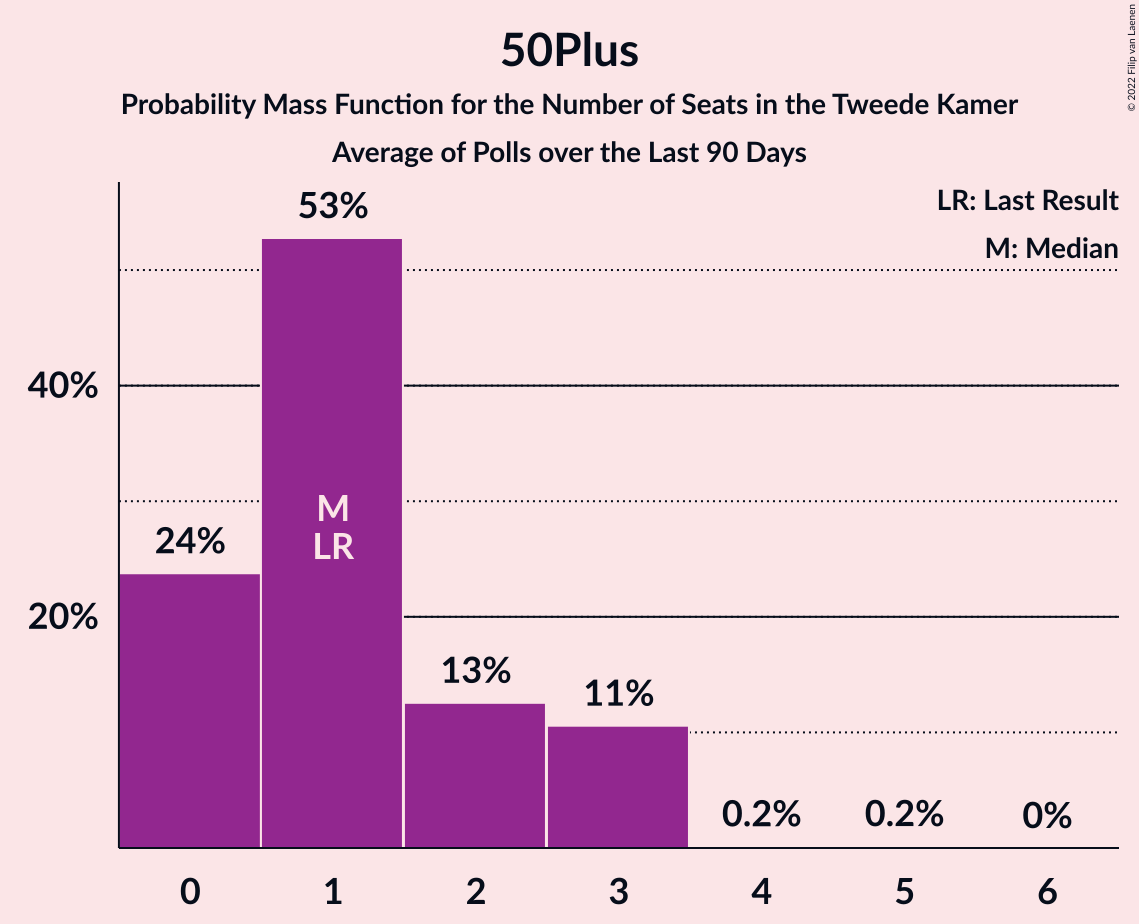 50Plus
Probability Mass Function for the Number of Seats in the Tweede Kamer
Average of Polls over the Last 90 Days
© 2022 Filip van Laenen
LR: Last Result
M: Median
53%
40%
M
LR
24%
20%
13%
11%
0.2%
0.2%
0%
0
1
2
3
4
5
6